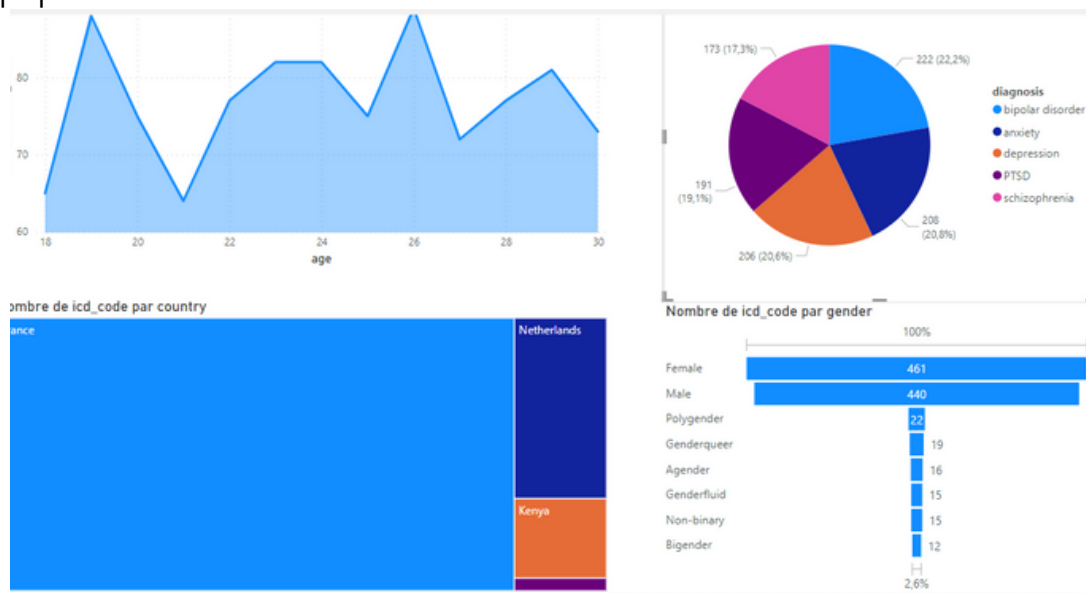 80
70
60
18 20 22 24 26 28 30
age
173 (17,3%)
222 (22,2%)
191
(19,1%)
208
(20,8%)
206 (20,6%)
diagnosis
bipolar disorder
anxiety
depression
PTSD
schizophrenia
ombre de icd_code par country
ance
Netherlands
Kenya
Nombre de icd_code par gender
100%
Female 461
Male 440
Polygender 22
Genderqueer 19
Agender 16
Genderfluid 15
Non-binary 15
Bigender 12
2,6%